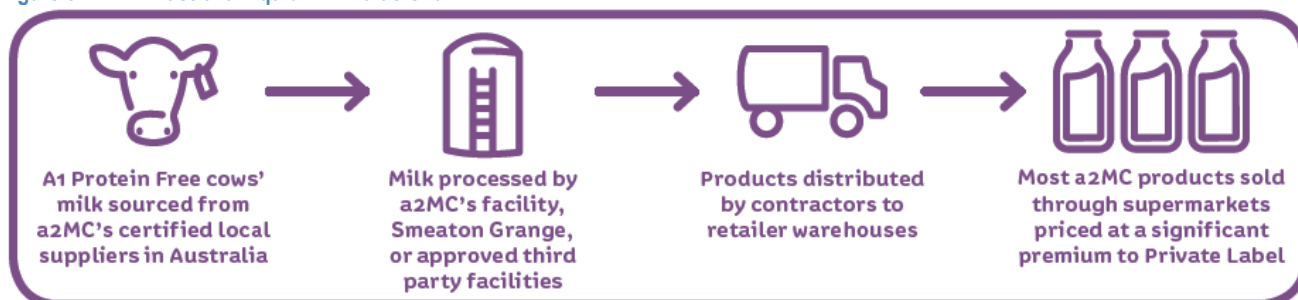 A1 Protein Free cows'
milk sourced from
a2MC's certified local
suppliers in Australia
Milk processed by
a2MC's facility,
Smeaton Grange,
or approved third
party facilities
Products distributed
by contractors to
retailer warehouses
Most a2MC products sold
through supermarkets
priced at a significant
premium to Private Label